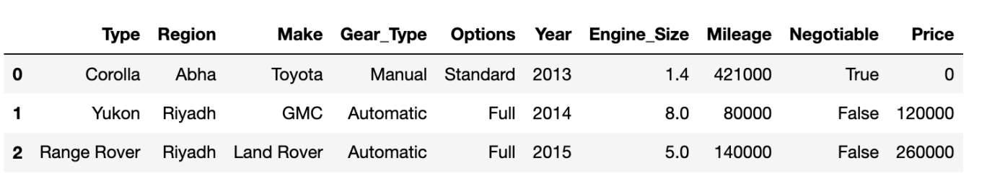 Type Region Make Gear_Type Options Year Engine_Size Mileage Negotiable Price
0 Corolla Abha Toyota Manual Standard 2013 1.4 421000 True 0
1 Yukon Riyadh GMC Automatic Full 2014 8.0 80000 False 120000
2 Range Rover Riyadh Land Rover Automatic Full 2015 5.0 140000 False 260000